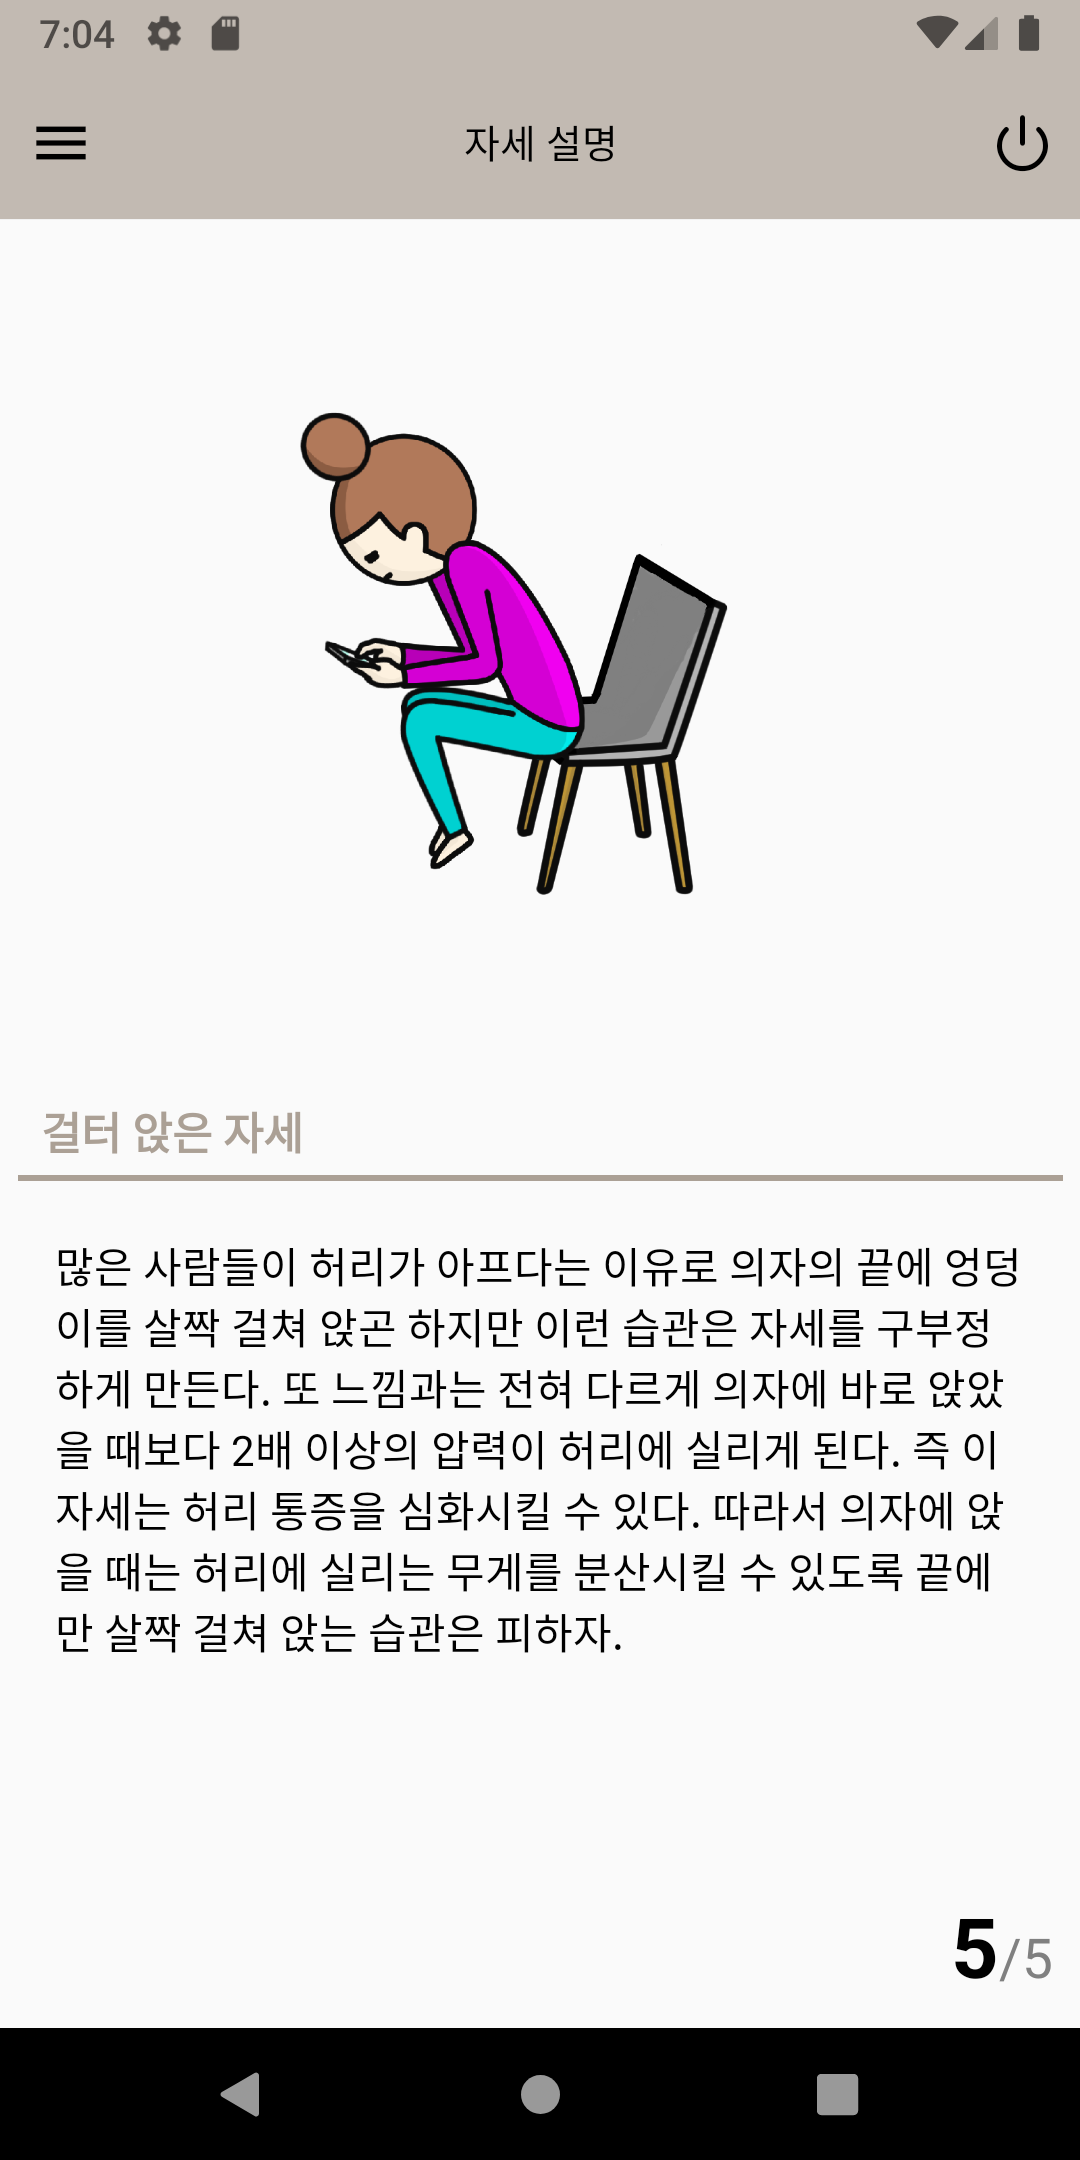 7:04
자세 설명
걸터 앉은 자세
많은 사람들이 허리가 아프다는 이유로 의자의 끝에 엉덩
이를 살짝 걸쳐 앉곤 하지만 이런 습관은 자세를 구부정
하게 만든다. 또 느낌과는 전혀 다르게 의자에 바로 앉았
을 때보다 2배 이상의 압력이 허리에 실리게 된다. 즉 이
자세는 허리 통증을 심화시킬 수 있다. 따라서 의자에 앉
을 때는 허리에 실리는 무게를 분산시킬 수 있도록 끝에
만 살짝 걸쳐 앉는 습관은 피하자.
5/5